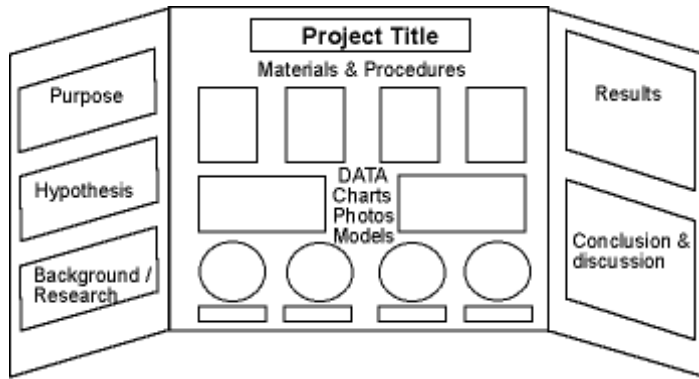 Project Title
Materials & Procedures
Purpose
Hypothesis
Background /
Research
DATA
Charts
Photos
Models
Results
Conclusion &
discussion